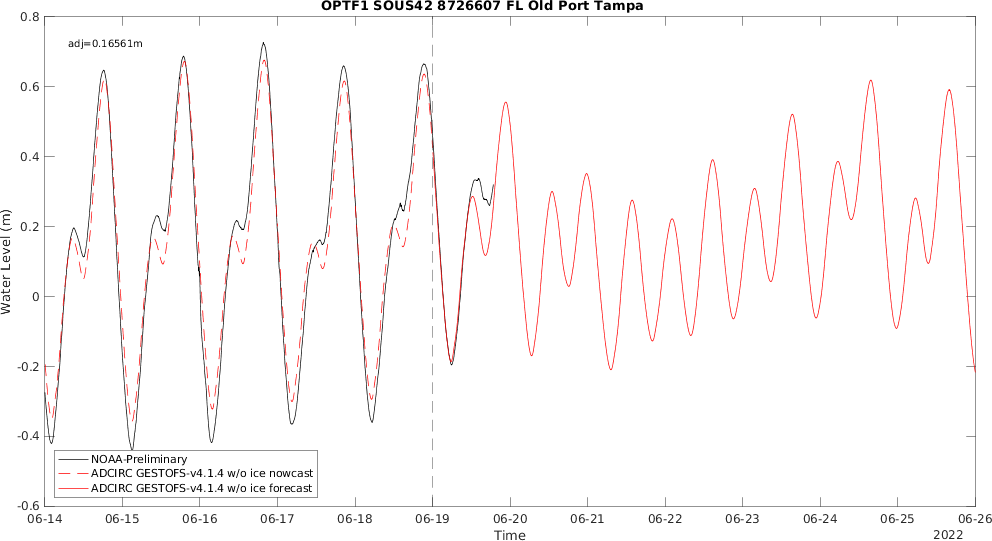 OPTF1 SOUS42 8726607 FL Old Port Tampa
adj=0.16561m
0.8
0.6
0.4
0.2
0
-0.2
-0.4
-0.6
Water Level (m)
NOAA-Preliminary
ADCIRC GESTOFS-v4.1.4 w/o ice nowcast
ADCIRC GESTOFS-v4.1.4 w/o ice forecast
06-14 06-15 06-16 06-17 06-18 06-19 06-20 06-21 06-22 06-23 06-24 06-25 06-26
Time
2022